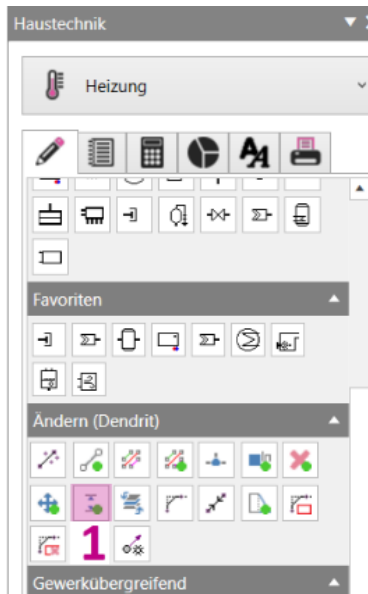 Haustechnik
Heizung
Favoriten
Ändern (Dendrit)
1
Gewerkübergreifend